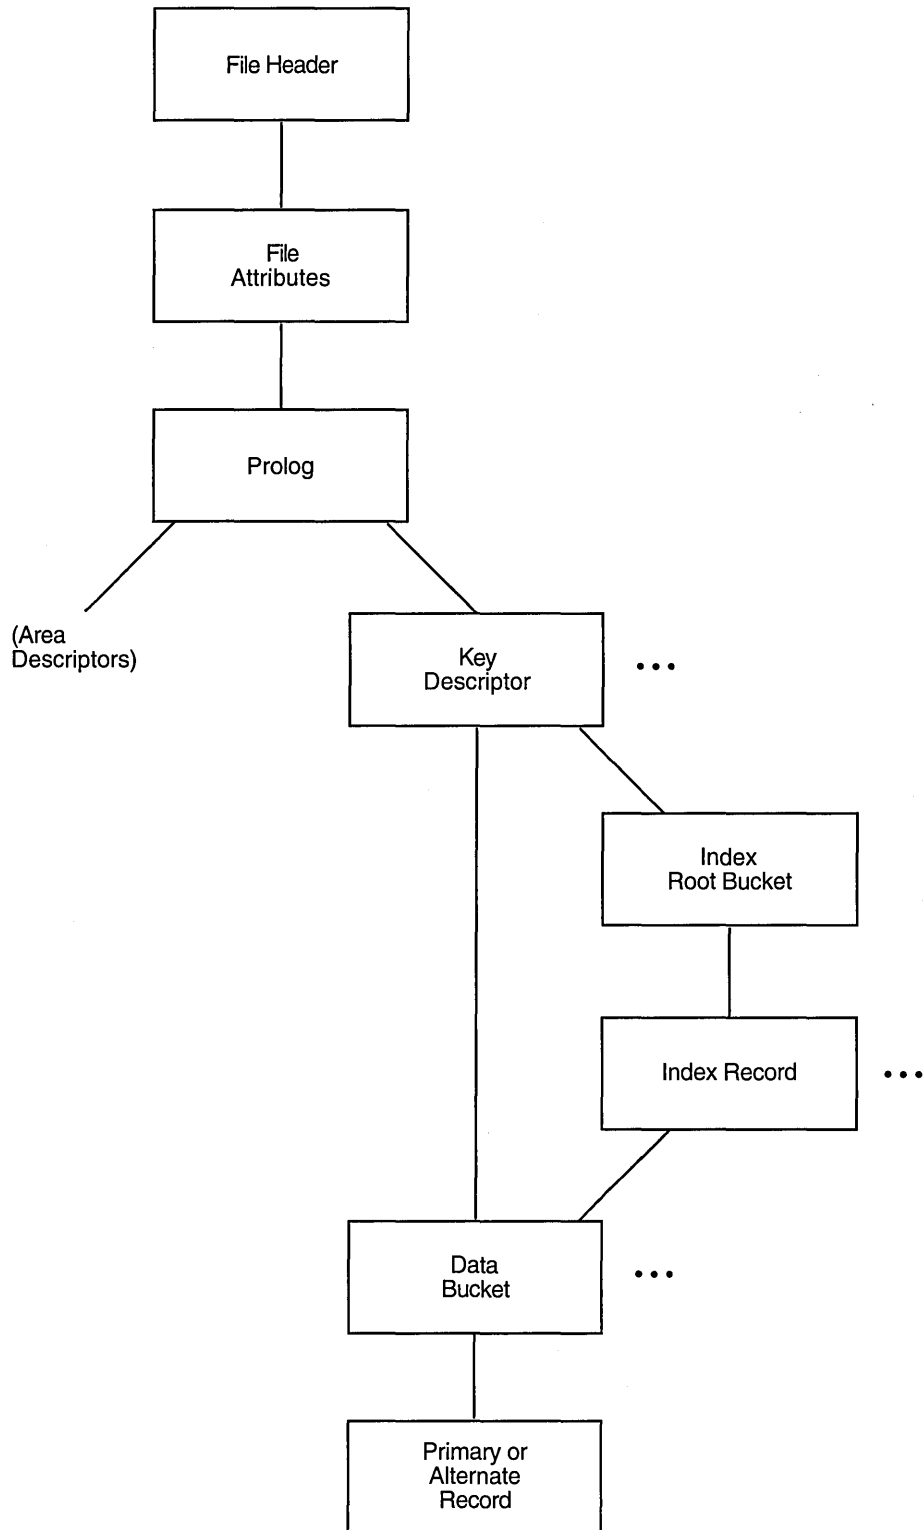 File Header
File
Attributes
Prolog
(Area
Descriptors)
Key
Descriptor
• • •
Index
Root Bucket
Index Record
• • •
Data
Bucket
• • •
Primary or
Alternate
Record